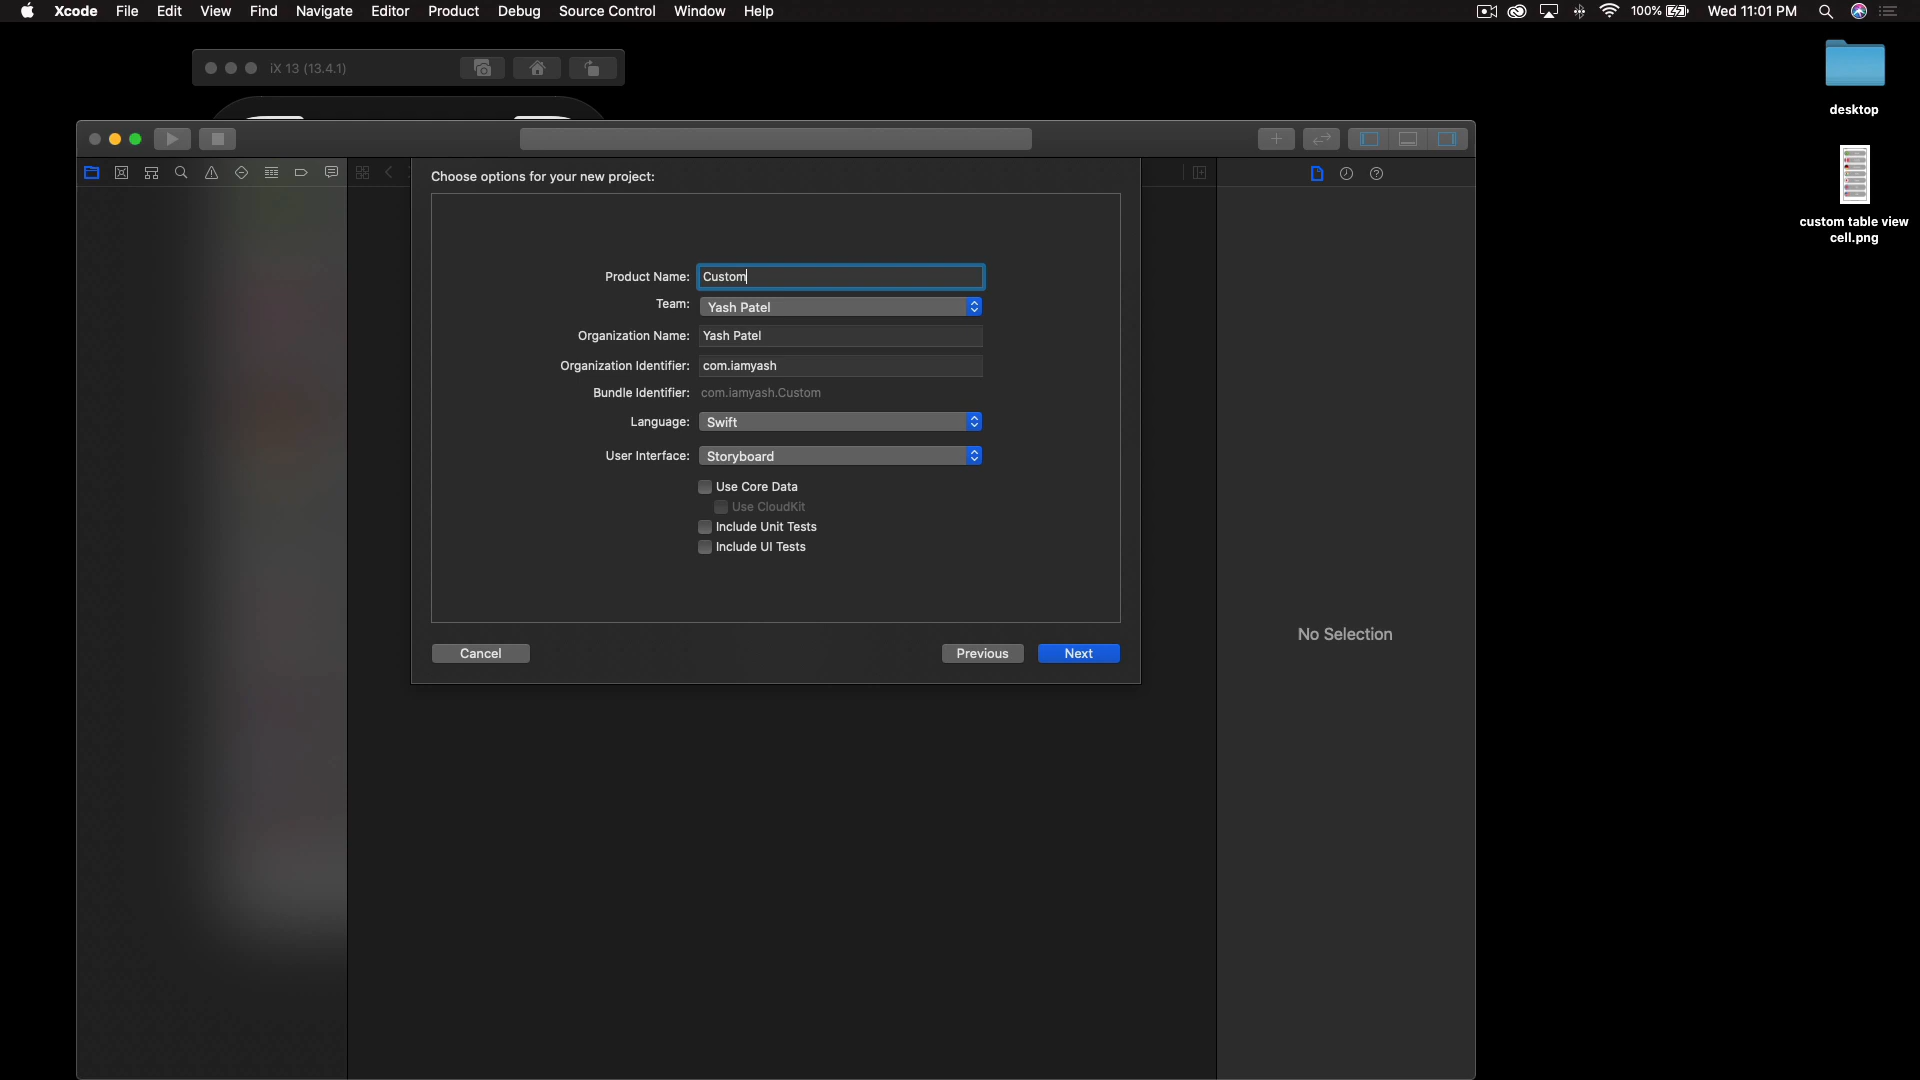 Xcode File Edit View Find Navigate Editor Product Debug Source Control Window Help 100% Wed 11:01 PM
iX 13 (13.4.1)
desktop
custom table view
cell.png
Choose options for your new project:
Product Name: Custom
Team: Yash Patel
Organization Name: Yash Patel
Organization Identifier: com.iamyash
Bundle Identifier: com.iamyash.Custom
Language: Swift
User Interface: Storyboard
Use Core Data
Use CloudKit
Include Unit Tests
Include UI Tests
Cancel Previous Next
No Selection